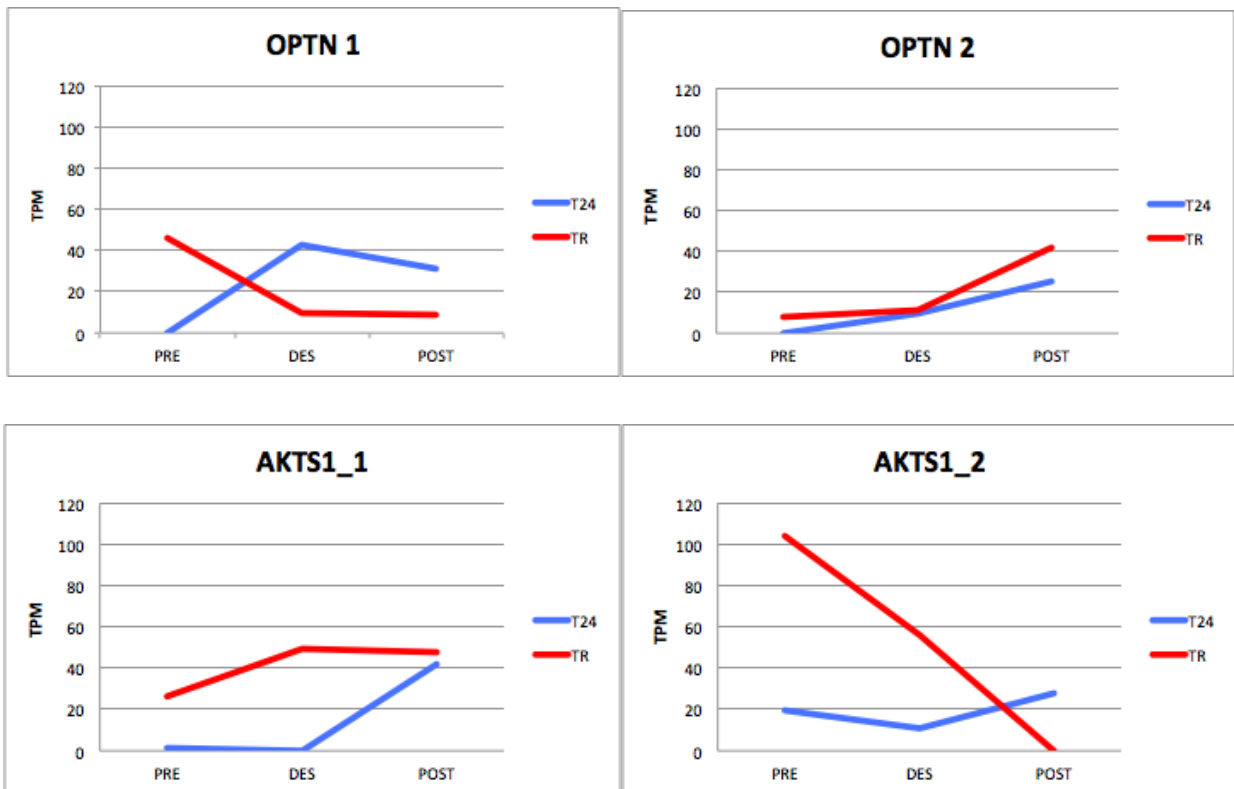 OPTN 1
120
100
80
60
40
20
0
TPM
PRE DES POST
T24
TR
OPTN 2
120
100
80
60
40
20
0
TPM
PRE DES POST
T24
TR
AKTS1_1
120
100
80
60
40
20
0
TPM
PRE DES POST
T24
TR
AKTS1_2
120
100
80
60
40
20
0
TPM
PRE DES POST
T24
TR